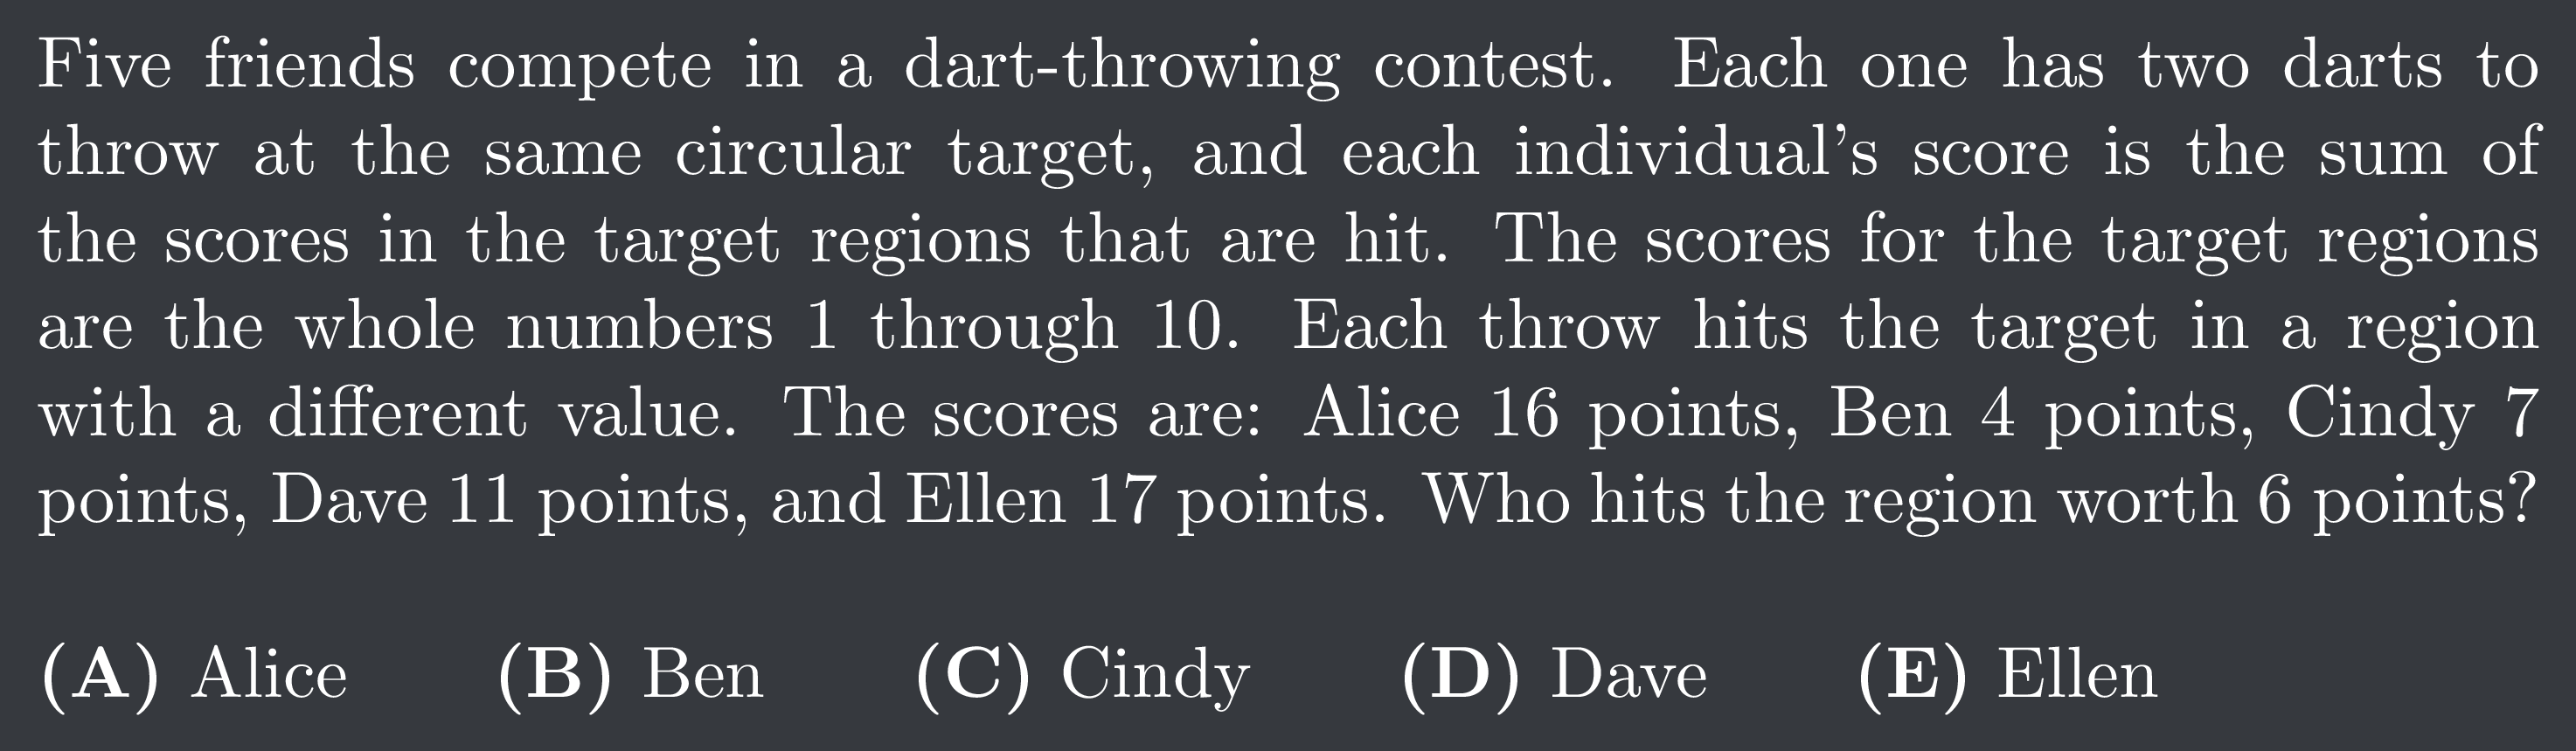 Five friends compete in a dart-throwing contest. Each one has two darts to
throw at the same circular target, and each individual's score is the sum of
the scores in the target regions that are hit. The scores for the target regions
are the whole numbers 1 through 10. Each throw hits the target in a region
with a different value. The scores are: Alice 16 points, Ben 4 points, Cindy 7
points, Dave 11 points, and Ellen 17 points. Who hits the region worth 6 points?
(A) Alice (B) Ben (C) Cindy (D) Dave (E) Ellen